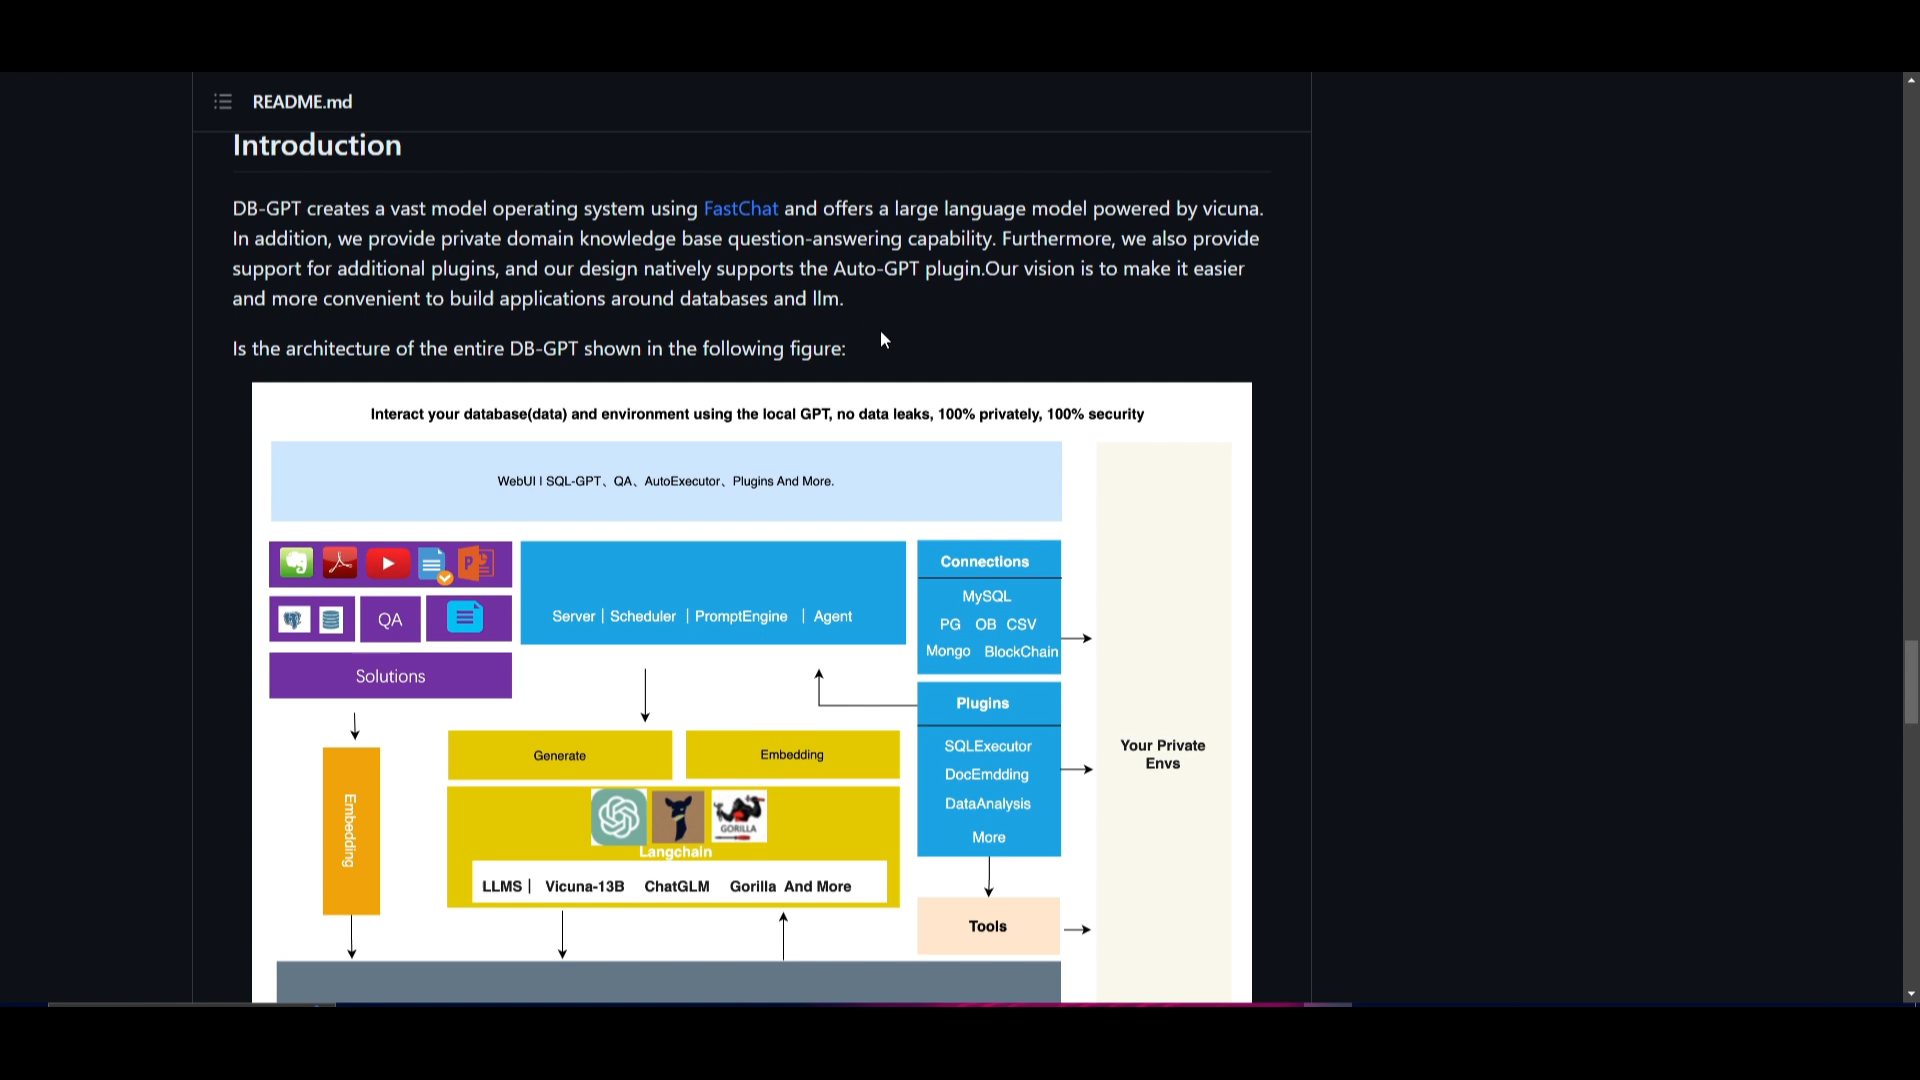 README.md
Introduction
DB-GPT creates a vast model operating system using FastChat and offers a large language model powered by vicuna.
In addition, we provide private domain knowledge base question-answering capability. Furthermore, we also provide
support for additional plugins, and our design natively supports the Auto-GPT plugin.Our vision is to make it easier
and more convenient to build applications around databases and llm.
Is the architecture of the entire DB-GPT shown in the following figure:
Interact your database(data) and environment using the local GPT, no data leaks, 100% privately, 100% security
WebUI | SQL-GPT、QA、AutoExecutor、Plugins And More.
P
QA
Solutions
Server | Scheduler | PromptEngine | Agent
Connections
MySQL
PG OB CSV
Mongo BlockChain
Plugins
SQLExecutor
DocEmdding
DataAnalysis
More
Tools
Your Private
Envs
Embedding
Generate
Embedding
GORILLA
Langchain
LLMS | Vicuna-13B ChatGLM Gorilla And More